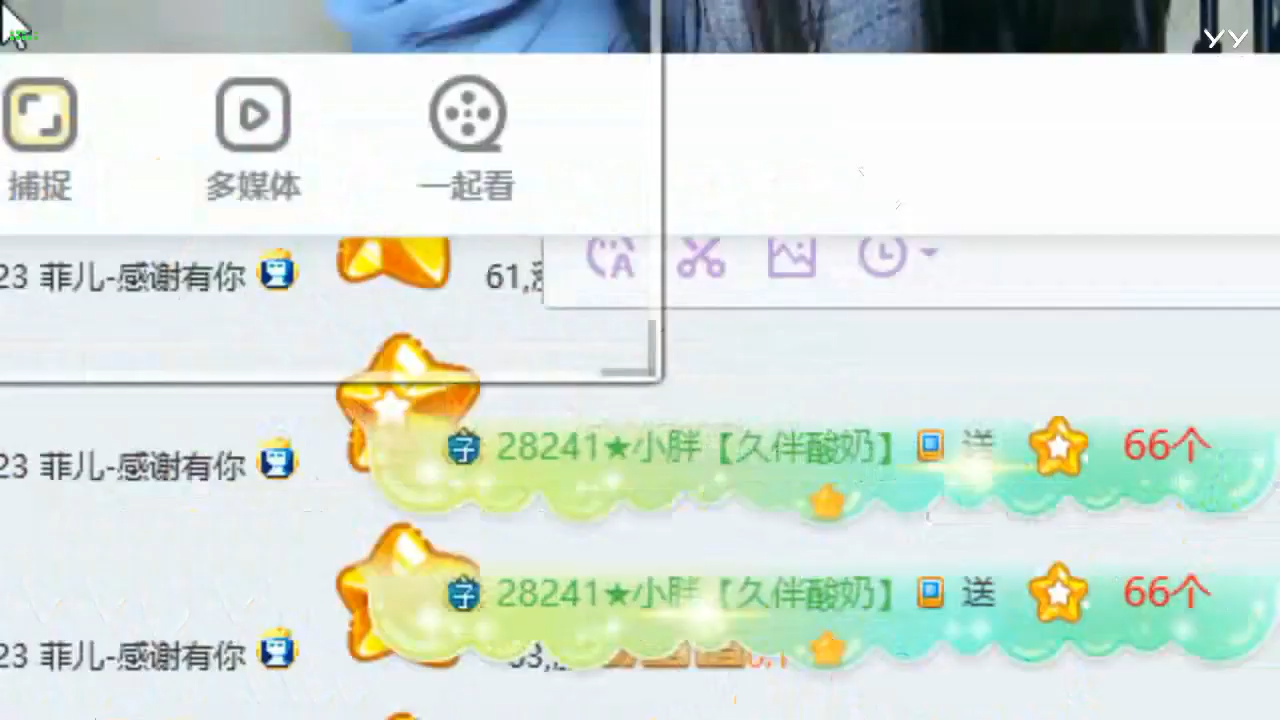 YY
捕捉 多媒体 一起看
23 菲儿-感谢有你 61,
子 28241★小胖【久伴酸奶】 送 66个
23 菲儿-感谢有你
子 28241★小胖【久伴酸奶】 送 66个
23 菲儿-感谢有你